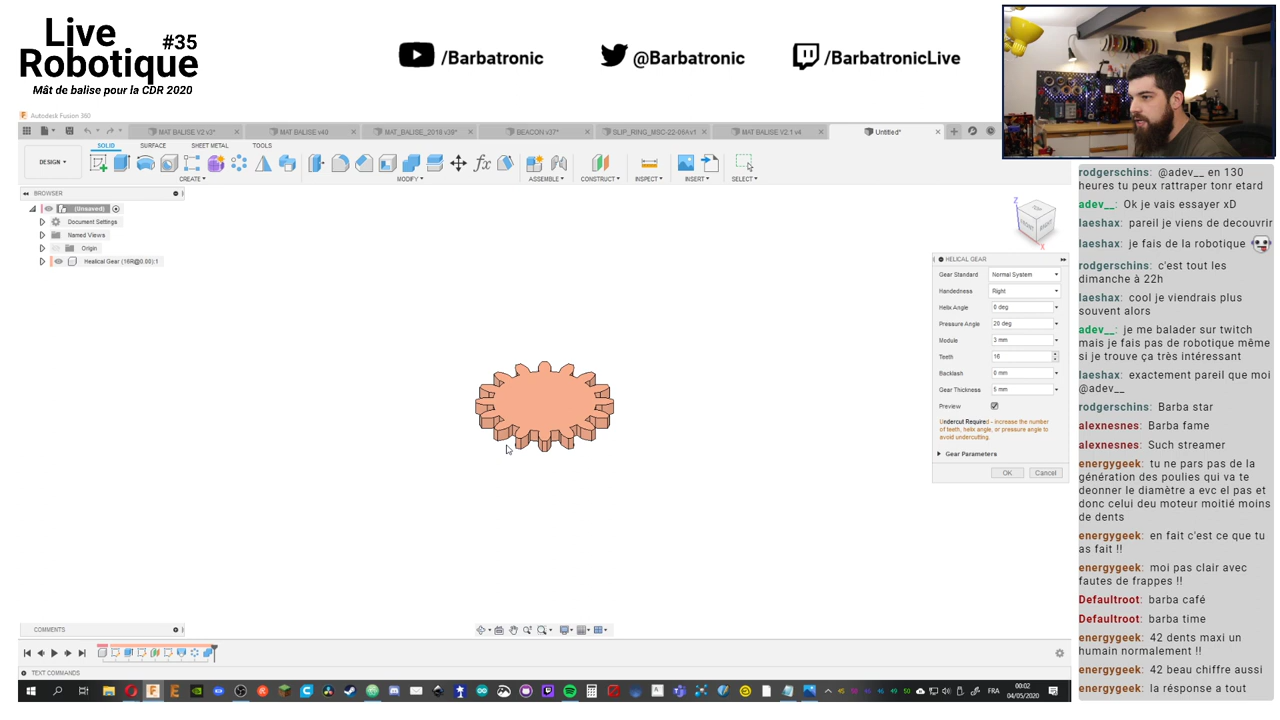 Live
Robotique #35
Mât de balise pour la CDR 2020
/Barbatronic
@Barbatronic
/BarbatronicLive
Autodesk Fusion 360
MAT BALISE V2 v2*
MAT BALISE v40
MAT_BALISE_2018 v38*
BEACON v37*
SLIP_RING_MSC-22-06Av1
MAT BALISE V2.1 v4
Untitled*
SOLID
SURFACE
SHEET METAL
TOOLS
DESIGN
CREATE
MODIFY
ASSEMBLE
CONSTRUCT
INSPECT
INSERT
SELECT
BROWSER
(Unsaved)
Document Settings
Named Views
Origin
Healical Gear (16R@0.00):1
Z
TOP
FRONT
RIGHT
X
HELICAL GEAR
Gear Standard Normal System
Handedness Right
Helix Angle 0 deg
Pressure Angle 20 deg
Module 3 mm
Teeth 16
Backlash 0 mm
Gear Thickness 5 mm
Preview
Undercut Required - Increase the number
of teeth, helix angle, or pressure angle to
avoid undercutting.
Gear Parameters
OK
Cancel
rodgerschins: @adev__ en 130
heures tu peux rattraper tonr etard
adev__: Ok je vais essayer xD
laeshax: pareil je viens de decouvrir
laeshax: je fais de la robotique
rodgerschins: c'est tout les
dimanche à 22h
laeshax: cool je viendrais plus
souvent alors
adev__: je me balader sur twitch
mais je fais pas de robotique même
si je trouve ça très intéressant
laeshax: exactement pareil que moi
@adev__
rodgerschins: Barba star
alexnesnes: Barba fame
alexnesnes: Such streamer
energygeek: tu ne pars pas de la
génération des poulies qui va te
deonner le diamètre a evc el pas et
donc celui deu moteur moitié moins
de dents
energygeek: en fait c'est ce que tu
as fait !!
energygeek: moi pas clair avec
fautes de frappes !!
Defaultroot: barba café
Defaultroot: barba time
energygeek: 42 dents maxi un
humain normalement !!
energygeek: 42 beau chiffre aussi
energygeek: la résponse a tout
COMMENTS
TEXT COMMANDS
FRA
00:02
04/05/2020